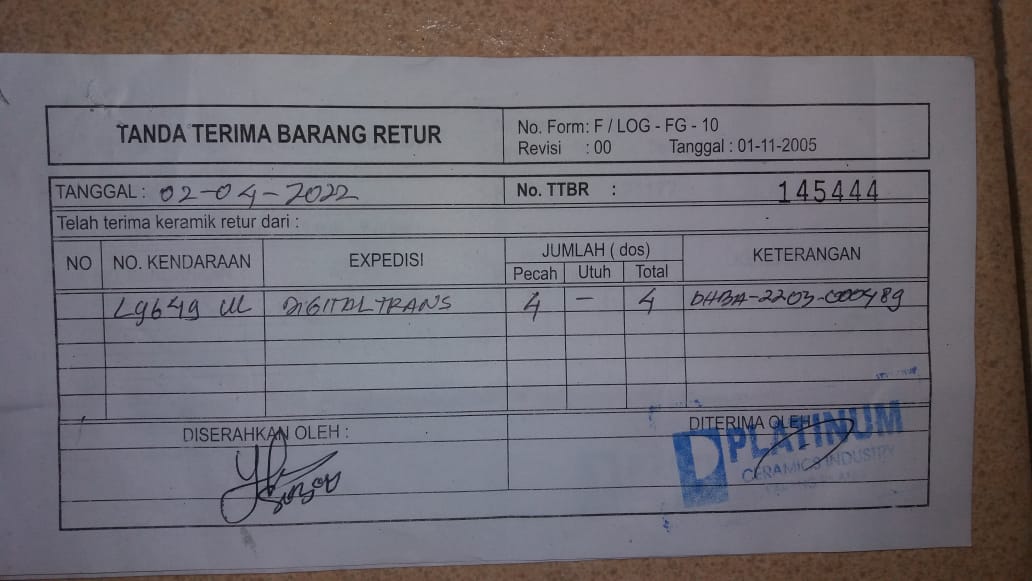 TANDA TERIMA BARANG RETUR
No. Form: F / LOG - FG - 10
Revisi : 00 Tanggal : 01-11-2005
TANGGAL : 02-04-2022 No. TTBR : 145444
Telah terima keramik retur dari :
NO NO. KENDARAAN EXPEDISI JUMLAH ( dos) KETERANGAN
Pecah Utuh Total
L9649 UL DIGITAL TRANS 4 - 4 DHBA-2203-000489
DISERAHKAN OLEH : DITERIMA OLEH
PLATINUM
CERAMICS INDUSTRY